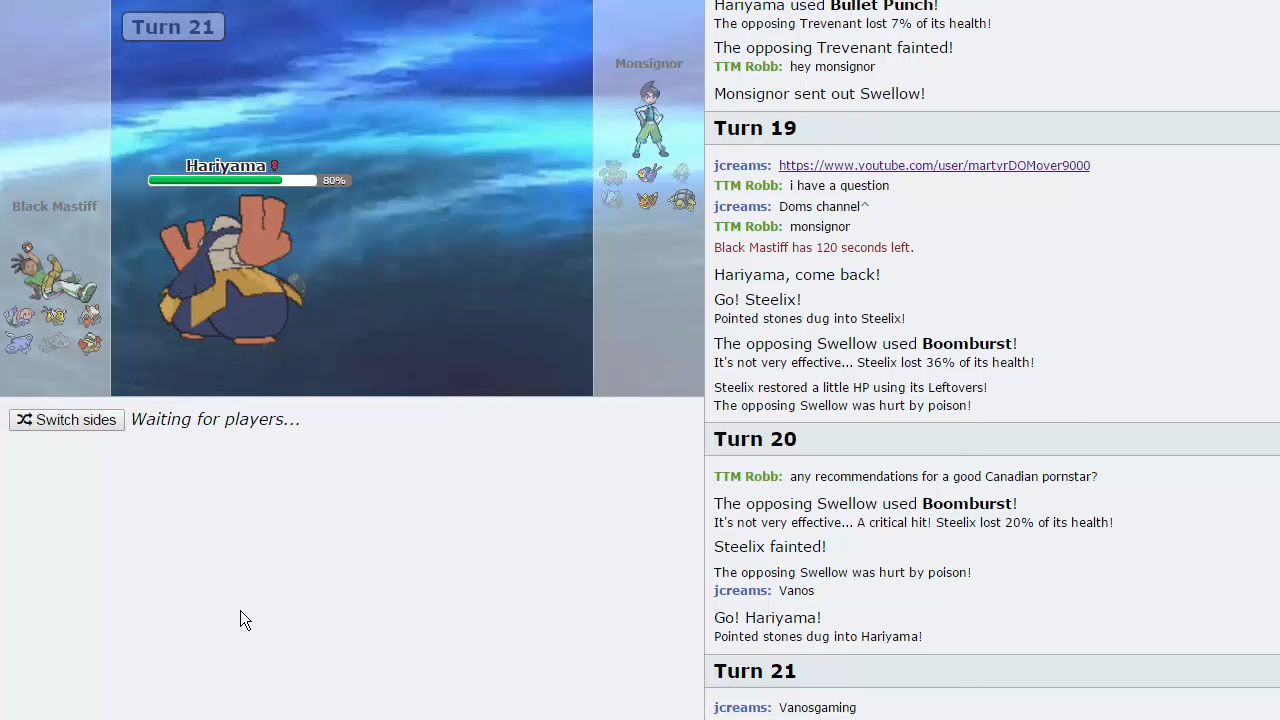 Turn 21
Monsignor
Hariyama
80%
Black Mastiff
Switch sides
Waiting for players...
Hariyama used Bullet Punch!
The opposing Trevenant lost 7% of its health!
The opposing Trevenant fainted!
TTM Robb: hey monsignor
Monsignor sent out Swellow!
Turn 19
jcreams: https://www.youtube.com/user/martyrDOMover9000
TTM Robb: i have a question
jcreams: Doms channel^
TTM Robb: monsignor
Black Mastiff has 120 seconds left.
Hariyama, come back!
Go! Steelix!
Pointed stones dug into Steelix!
The opposing Swellow used Boomburst!
It's not very effective... Steelix lost 36% of its health!
Steelix restored a little HP using its Leftovers!
The opposing Swellow was hurt by poison!
Turn 20
TTM Robb: any recommendations for a good Canadian pornstar?
The opposing Swellow used Boomburst!
It's not very effective... A critical hit! Steelix lost 20% of its health!
Steelix fainted!
The opposing Swellow was hurt by poison!
jcreams: Vanos
Go! Hariyama!
Pointed stones dug into Hariyama!
Turn 21
jcreams: Vanosgaming